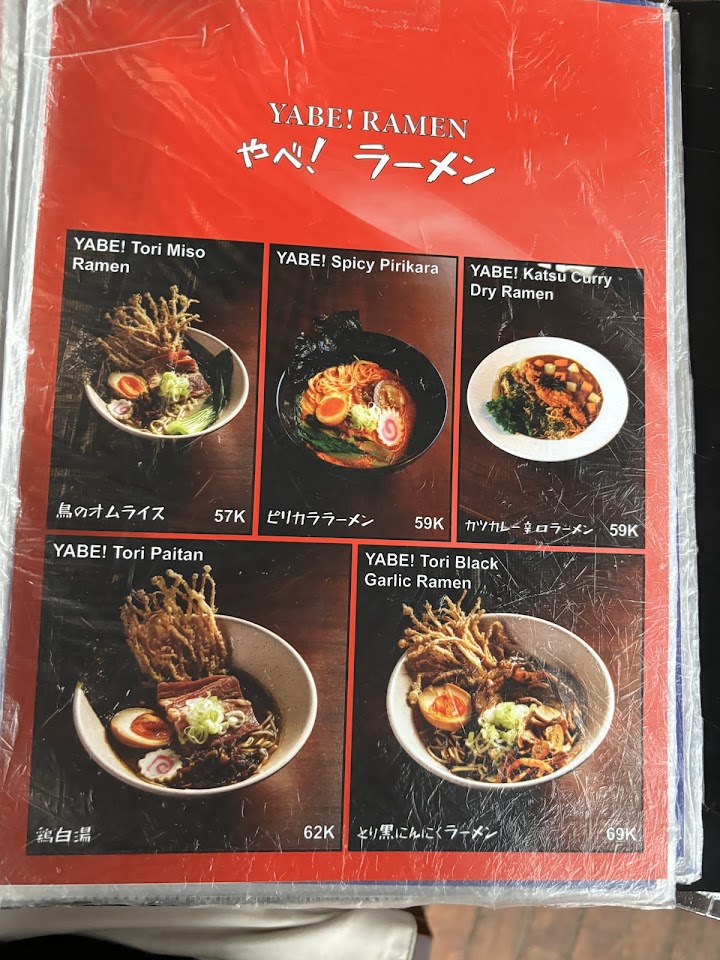 YABE! RAMEN
やべ! ラーメン
YABE! Tori Miso
Ramen
鳥のオムライス
57K
YABE! Spicy Pirikara
ピリカララーメン
59K
YABE! Katsu Curry
Dry Ramen
カツカレー辛口ラーメン
59K
YABE! Tori Paitan
鶏白湯
62K
YABE! Tori Black
Garlic Ramen
とり黒にんにくラーメン
69K